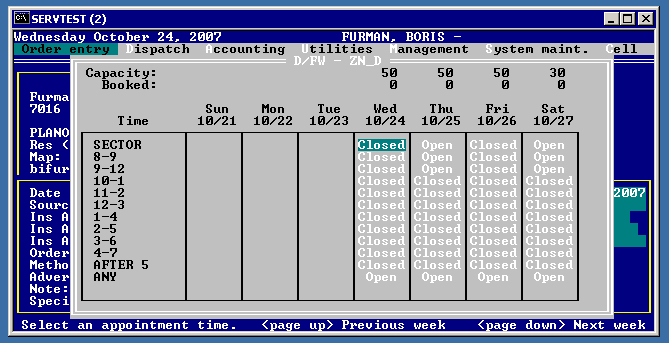 SERVTEST (2)
Wednesday October 24, 2007 FURMAN, BORIS -
Order entry Dispatch Accounting Utilities Management System maint. Cell
D/FW - ZN_D
Capacity: 50 50 50 30
Booked: 0 0 0 0
Sun Mon Tue Wed Thu Fri Sat
Time 10/21 10/22 10/23 10/24 10/25 10/26 10/27
SECTOR Closed Open Closed Open
8-9 Closed Open Closed Open
9-12 Closed Open Closed Open
10-1 Closed Closed Closed Closed
11-2 Closed Closed Closed Closed
12-3 Closed Closed Closed Closed
1-4 Closed Closed Closed Closed
2-5 Closed Closed Closed Closed
3-6 Closed Closed Closed Closed
4-7 Closed Closed Closed Closed
AFTER 5 Closed Closed Closed Closed
ANY Open Open Open Open
Furma
7016
PLANO
Res (
Map:
bifur
Date 2007
Sourc
Ins A
Ins A
Ins A
Order
Metho
Adver
Note:
Speci
Select an appointment time. <page up> Previous week <page down> Next week